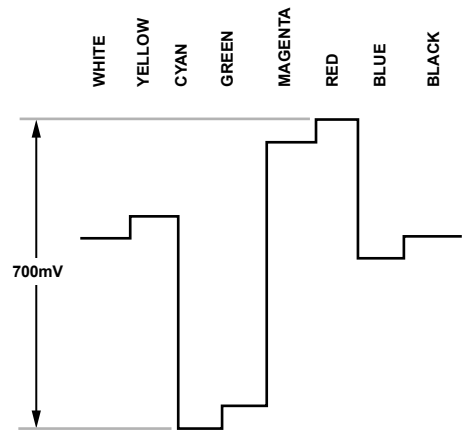 WHITE
YELLOW
CYAN
GREEN
MAGENTA
RED
BLUE
BLACK
700mV